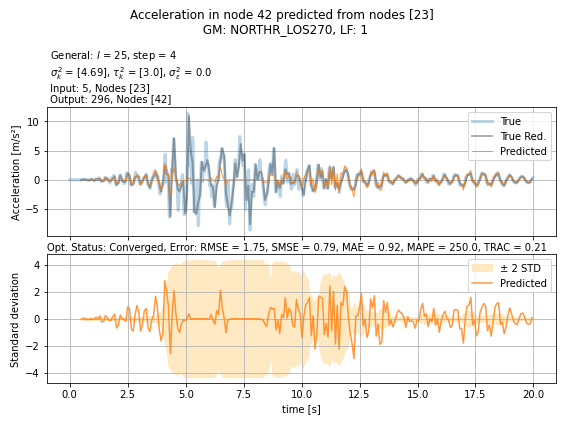 Acceleration in node 42 predicted from nodes [23]
GM: NORTHR_LOS270, LF: 1
General: l = 25, step = 4
σ²ₖ = [4.69], τ²ₖ = [3.0], σ²ε = 0.0
Input: 5, Nodes [23]
Output: 296, Nodes [42]
Acceleration [m/s²]
10
5
0
−5
True
True Red.
Predicted
Opt. Status: Converged, Error: RMSE = 1.75, SMSE = 0.79, MAE = 0.92, MAPE = 250.0, TRAC = 0.21
Standard deviation
4
2
0
−2
−4
± 2 STD
Predicted
0.0 2.5 5.0 7.5 10.0 12.5 15.0 17.5 20.0
time [s]